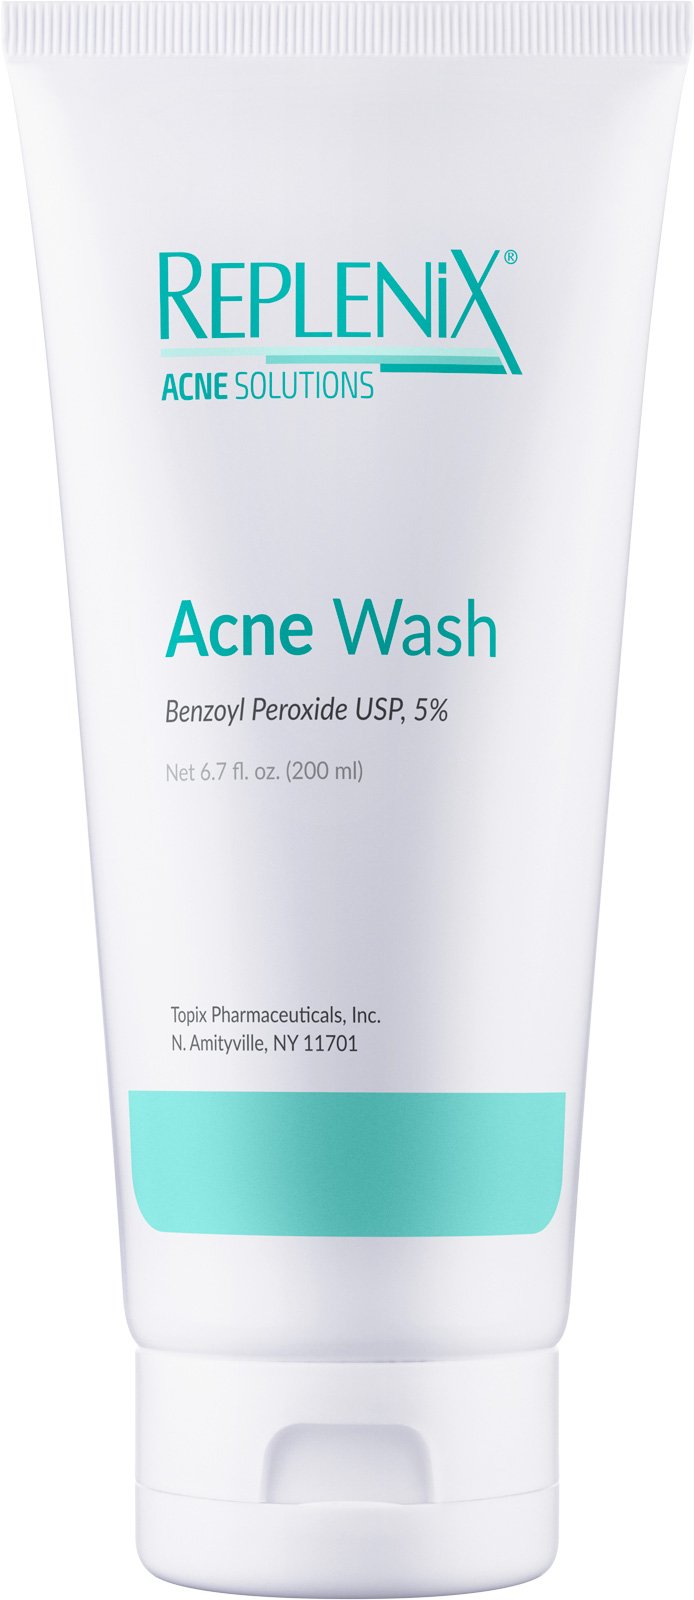 REPLENiX®
ACNE SOLUTIONS
Acne Wash
Benzoyl Peroxide USP, 5%
Net 6.7 fl. oz. (200 ml)
Topix Pharmaceuticals, Inc.
N. Amityville, NY 11701